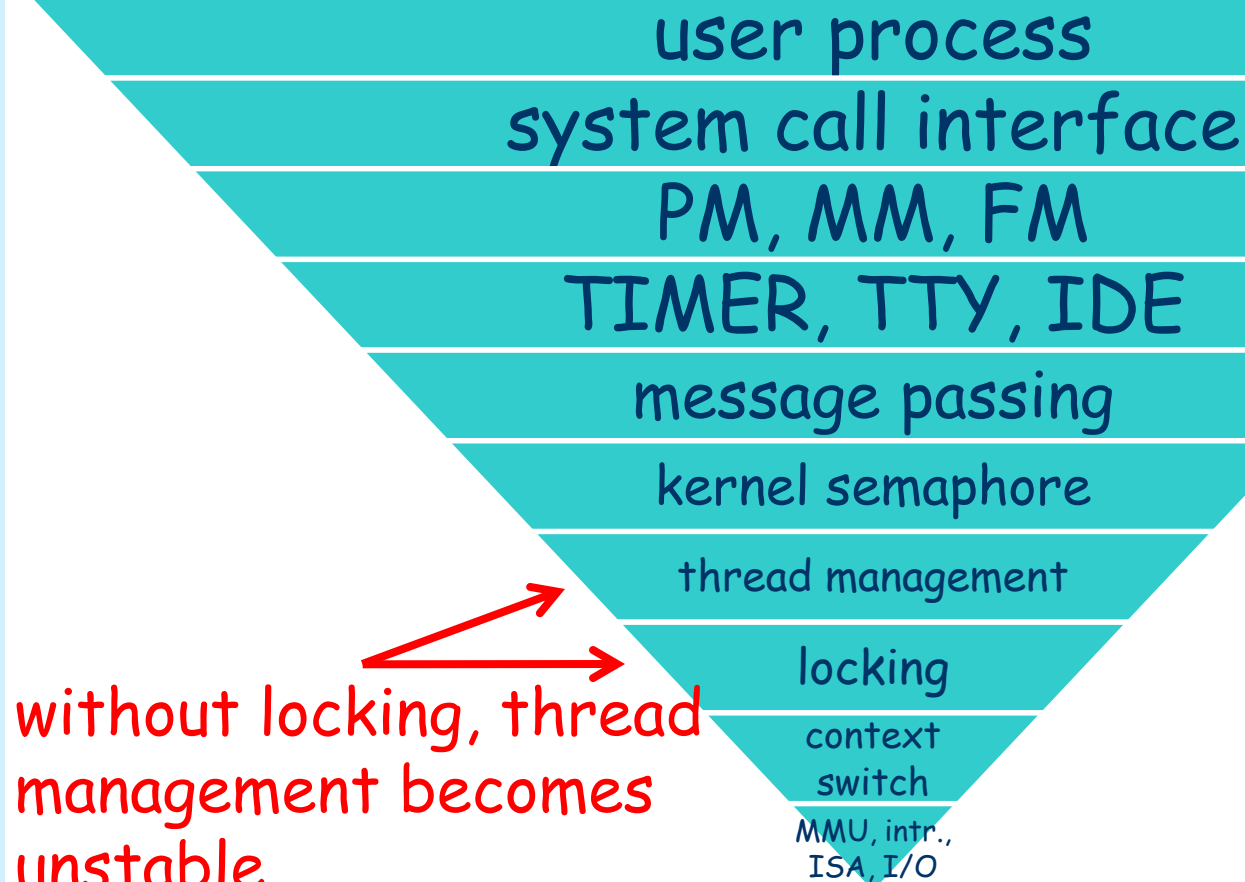 user process
system call interface
PM, MM, FM
TIMER, TTY, IDE
message passing
kernel semaphore
thread management
locking
context
switch
MMU, intr.,
ISA, I/O
without locking, thread
management becomes
unstable